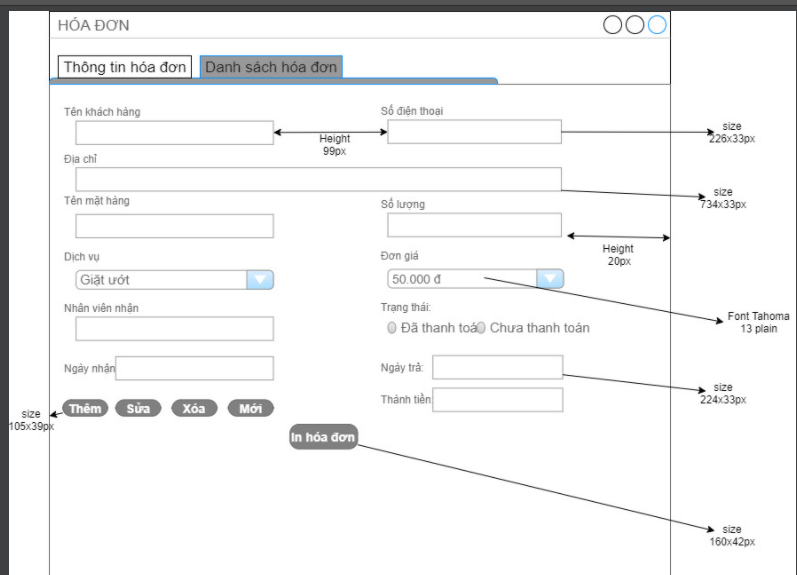 HÓA ĐƠN
Thông tin hóa đơn
Danh sách hóa đơn
Tên khách hàng
Số điện thoại
Height
99px
size
226x33px
Địa chỉ
size
734x33px
Tên mặt hàng
Số lượng
Height
20px
Dịch vụ
Đơn giá
Giặt ướt
50.000 đ
Nhân viên nhận
Trạng thái:
Font Tahoma
13 plain
Đã thanh toá
Chưa thanh toán
Ngày nhận
Ngày trả:
size
224x33px
Thánh tiền
size
105x39px
Thêm
Sửa
Xóa
Mới
In hóa đơn
size
160x42px